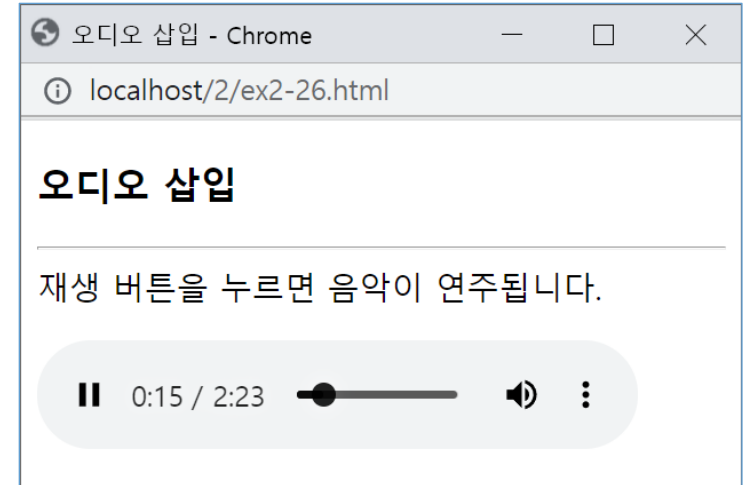 오디오 삽입 - Chrome
localhost/2/ex2-26.html
오디오 삽입
재생 버튼을 누르면 음악이 연주됩니다.
0:15 / 2:23